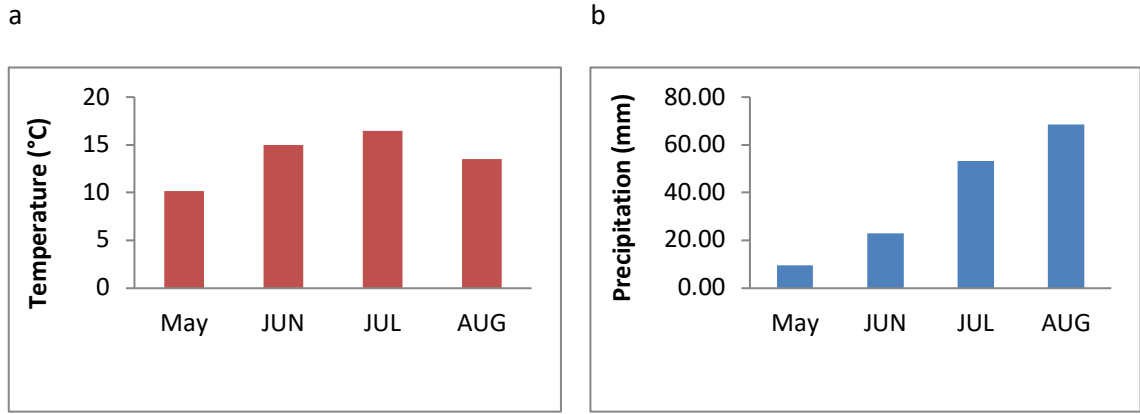 a
Temperature (°C)
20
15
10
5
0
May JUN JUL AUG
b
Precipitation (mm)
80.00
60.00
40.00
20.00
0.00
May JUN JUL AUG